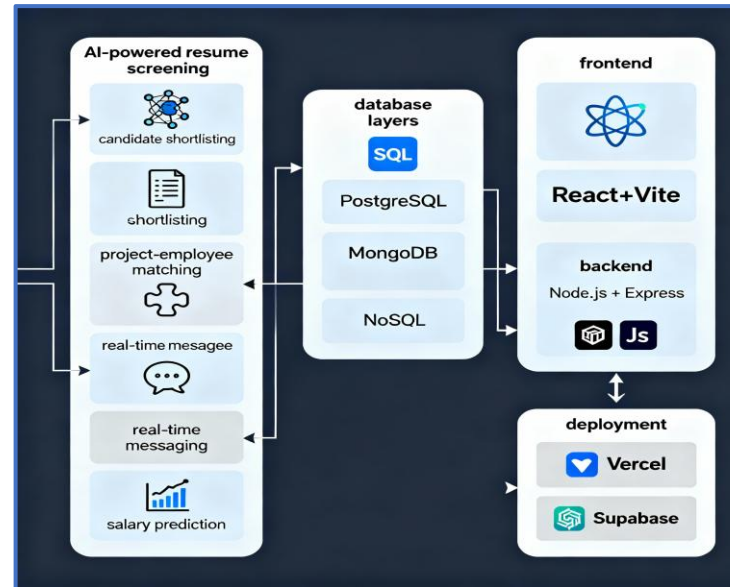 AI-powered resume
screening
candidate shortlisting
shortlisting
project-employee
matching
real-time mesagee
real-time
messaging
salary prediction
database
layers
SQL
PostgreSQL
MongoDB
NoSQL
frontend
React+Vite
backend
Node.js + Express
Js
deployment
Vercel
Supabase